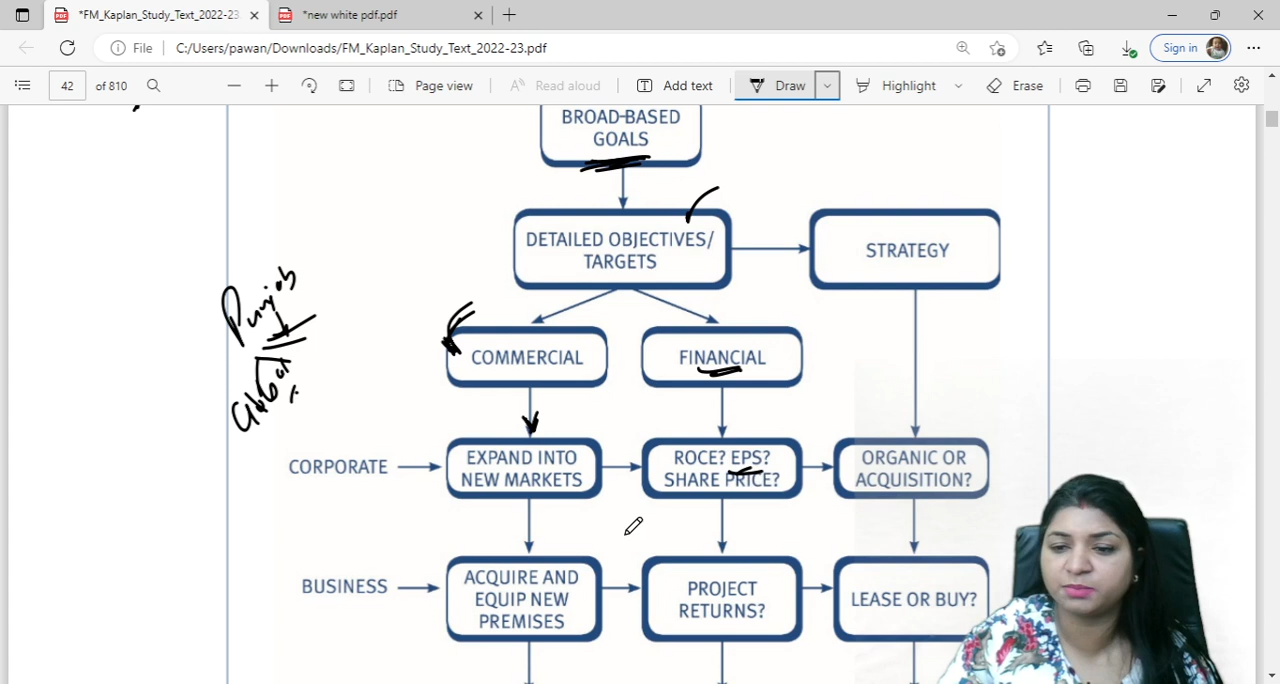 *FM_Kaplan_Study_Text_2022-23
*new white pdf.pdf
File
C:/Users/pawan/Downloads/FM_Kaplan_Study_Text_2022-23.pdf
Sign in
42 of 810
Page view
Read aloud
Add text
Draw
Highlight
Erase
BROAD-BASED
GOALS
DETAILED OBJECTIVES/
TARGETS
STRATEGY
Punjab
Global
COMMERCIAL
FINANCIAL
CORPORATE
EXPAND INTO
NEW MARKETS
ROCE? EPS?
SHARE PRICE?
ORGANIC OR
ACQUISITION?
BUSINESS
ACQUIRE AND
EQUIP NEW
PREMISES
PROJECT
RETURNS?
LEASE OR BUY?